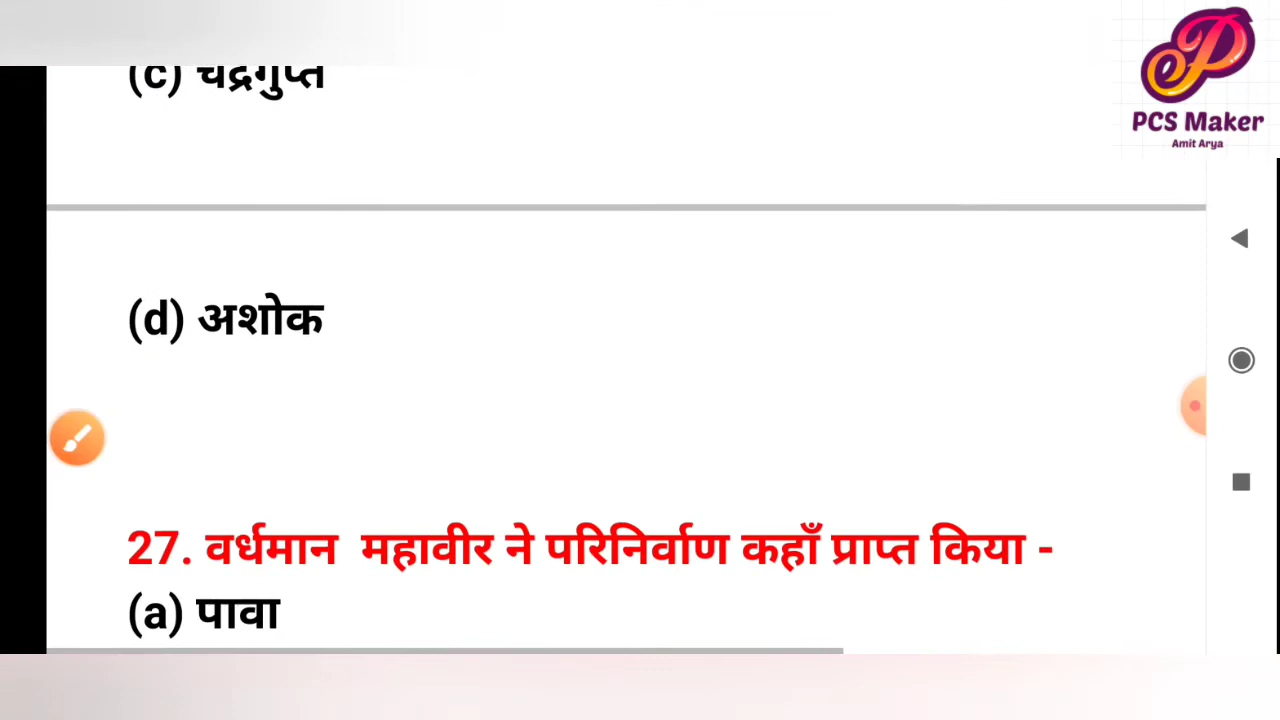 (c) चंद्रगुप्त
PCS Maker
Amit Arya
(d) अशोक
27. वर्धमान महावीर ने परिनिर्वाण कहाँ प्राप्त किया -
(a) पावा